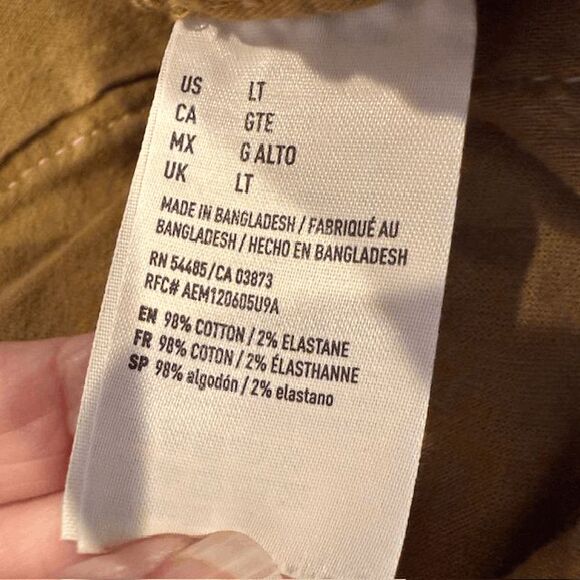 US LT
CA GTE
MX G ALTO
UK LT
MADE IN BANGLADESH / FABRIQUÉ AU
BANGLADESH / HECHO EN BANGLADESH
RN 54485/CA 03873
RFC# AEM120605U9A
EN 98% COTTON / 2% ELASTANE
FR 98% COTON / 2% ÉLASTHANNE
SP 98% algodón / 2% elastano